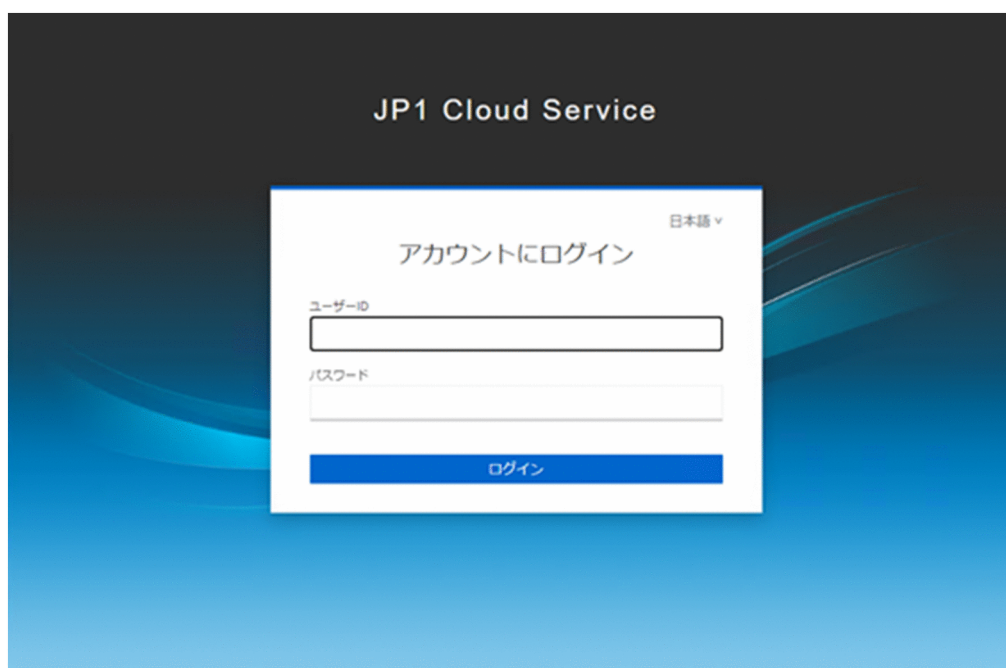 JP1 Cloud Service
日本語
アカウントにログイン
ユーザーID
パスワード
ログイン